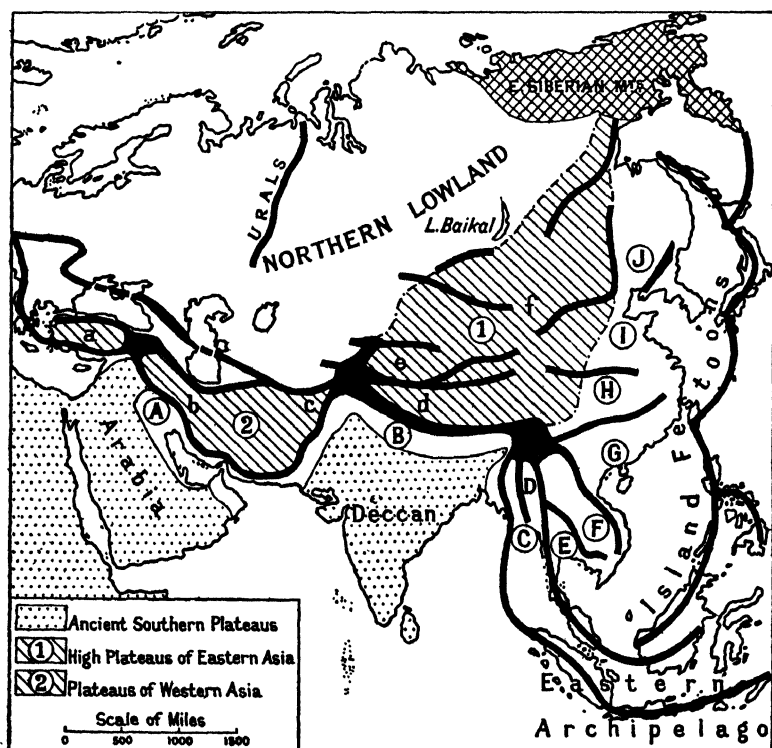 E. SIBERIAN MTS
URALS
NORTHERN LOWLAND
L. Baikal
J
f
1
I
a
e
H
b
c
d
A
2
B
G
Arabia
Deccan
D
C
E
F
Island Festoons
Ancient Southern Plateaus
1 High Plateaus of Eastern Asia
2 Plateaus of Western Asia
Scale of Miles
0 500 1000 1500
Eastern
Archipelago